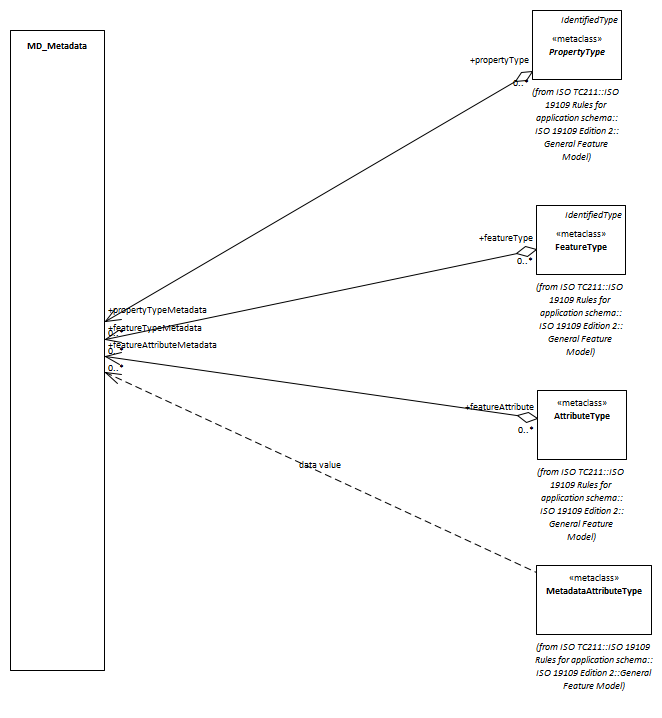 MD_Metadata
IdentifiedType
«metaclass»
PropertyType
+propertyType
0..*
(from ISO TC211::ISO
19109 Rules for
application schema::
ISO 19109 Edition 2::
General Feature
Model)
IdentifiedType
«metaclass»
FeatureType
+featureType
0..*
(from ISO TC211::ISO
19109 Rules for
application schema::
ISO 19109 Edition 2::
General Feature
Model)
+propertyTypeMetadata
0..*
+featureTypeMetadata
0..*
+featureAttributeMetadata
0..*
«metaclass»
AttributeType
+featureAttribute
0..*
(from ISO TC211::ISO
19109 Rules for
application schema::
ISO 19109 Edition 2::
General Feature
Model)
data value
«metaclass»
MetadataAttributeType
(from ISO TC211::ISO 19109
Rules for application schema::
ISO 19109 Edition 2::General
Feature Model)